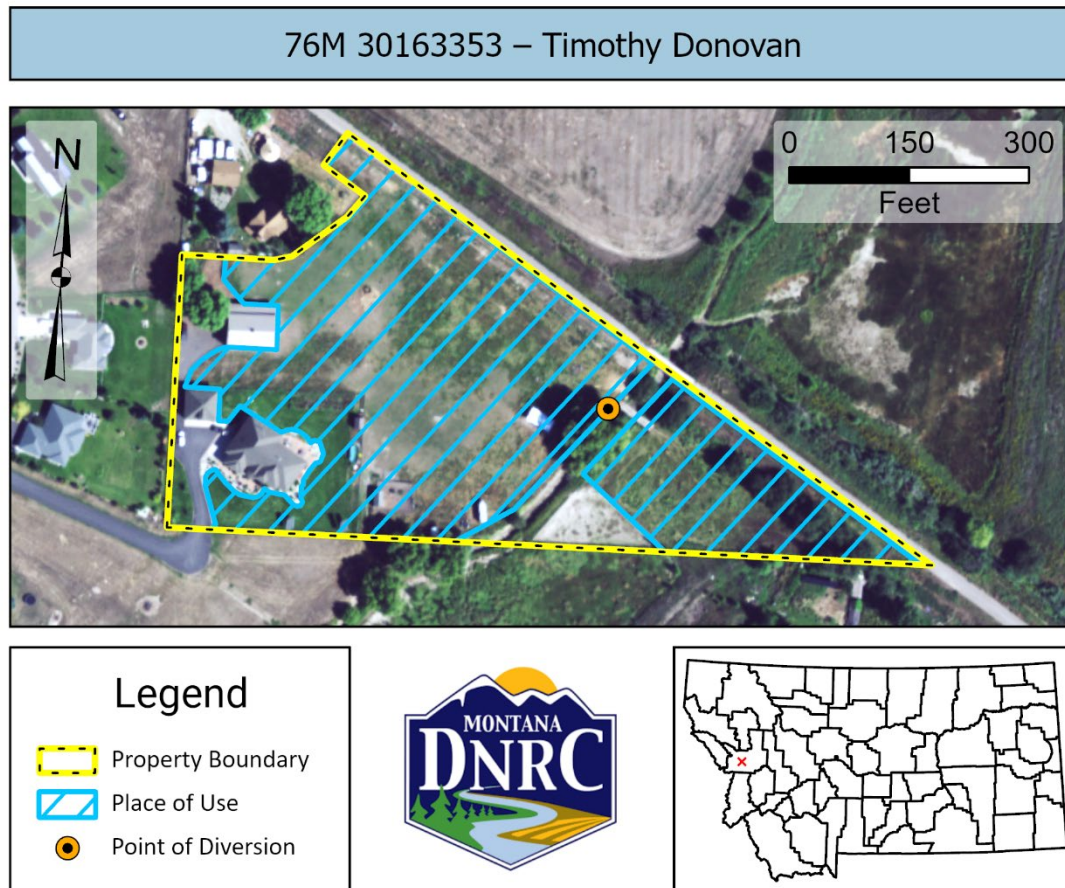 76M 30163353 – Timothy Donovan
N
0 150 300
Feet
Legend
Property Boundary
Place of Use
Point of Diversion
MONTANA
DNRC